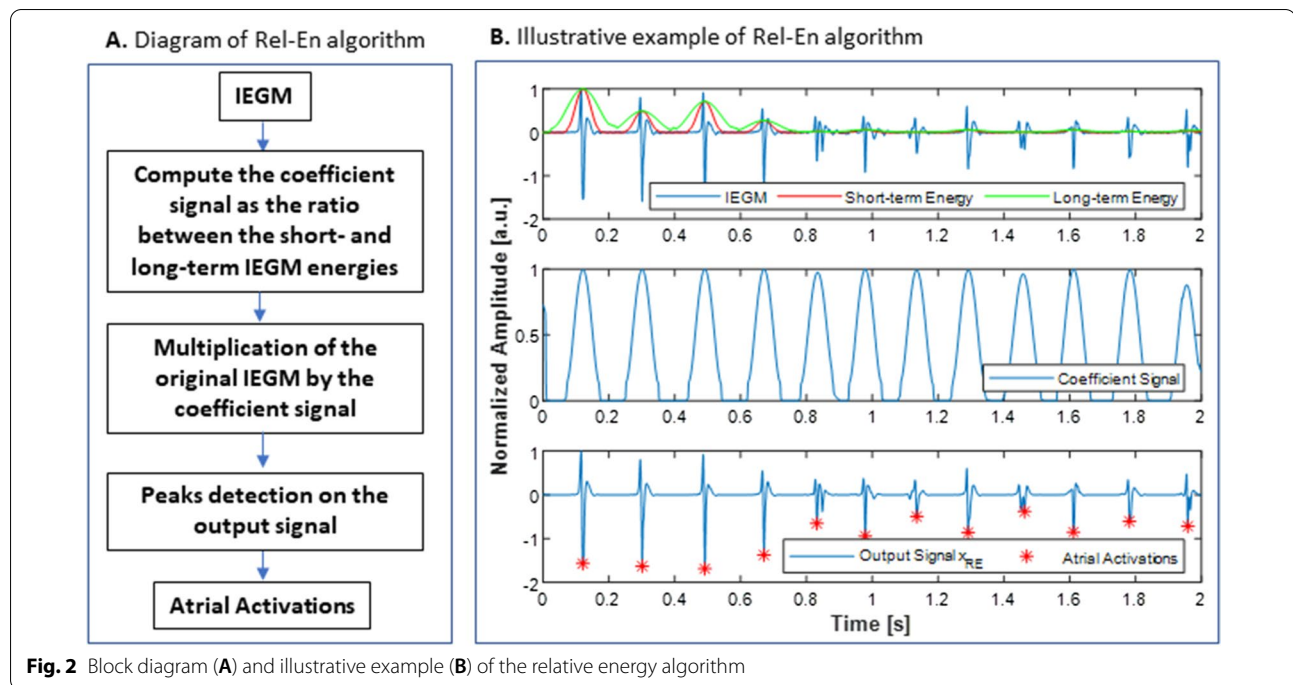 A. Diagram of Rel-En algorithm
IEGM
Compute the coefficient
signal as the ratio
between the short- and
long-term IEGM energies
Multiplication of the
original IEGM by the
coefficient signal
Peaks detection on the
output signal
Atrial Activations
B. Illustrative example of Rel-En algorithm
Normalized Amplitude [a.u.]
1
0
-1
-2
IEGM Short-term Energy Long-term Energy
0 0.2 0.4 0.6 0.8 1 1.2 1.4 1.6 1.8 2
1
0.5
0
Coefficient Signal
0 0.2 0.4 0.6 0.8 1 1.2 1.4 1.6 1.8 2
1
0
-1
-2
Output Signal x_RE Atrial Activations
0 0.2 0.4 0.6 0.8 1 1.2 1.4 1.6 1.8 2
Time [s]
Fig. 2 Block diagram (A) and illustrative example (B) of the relative energy algorithm